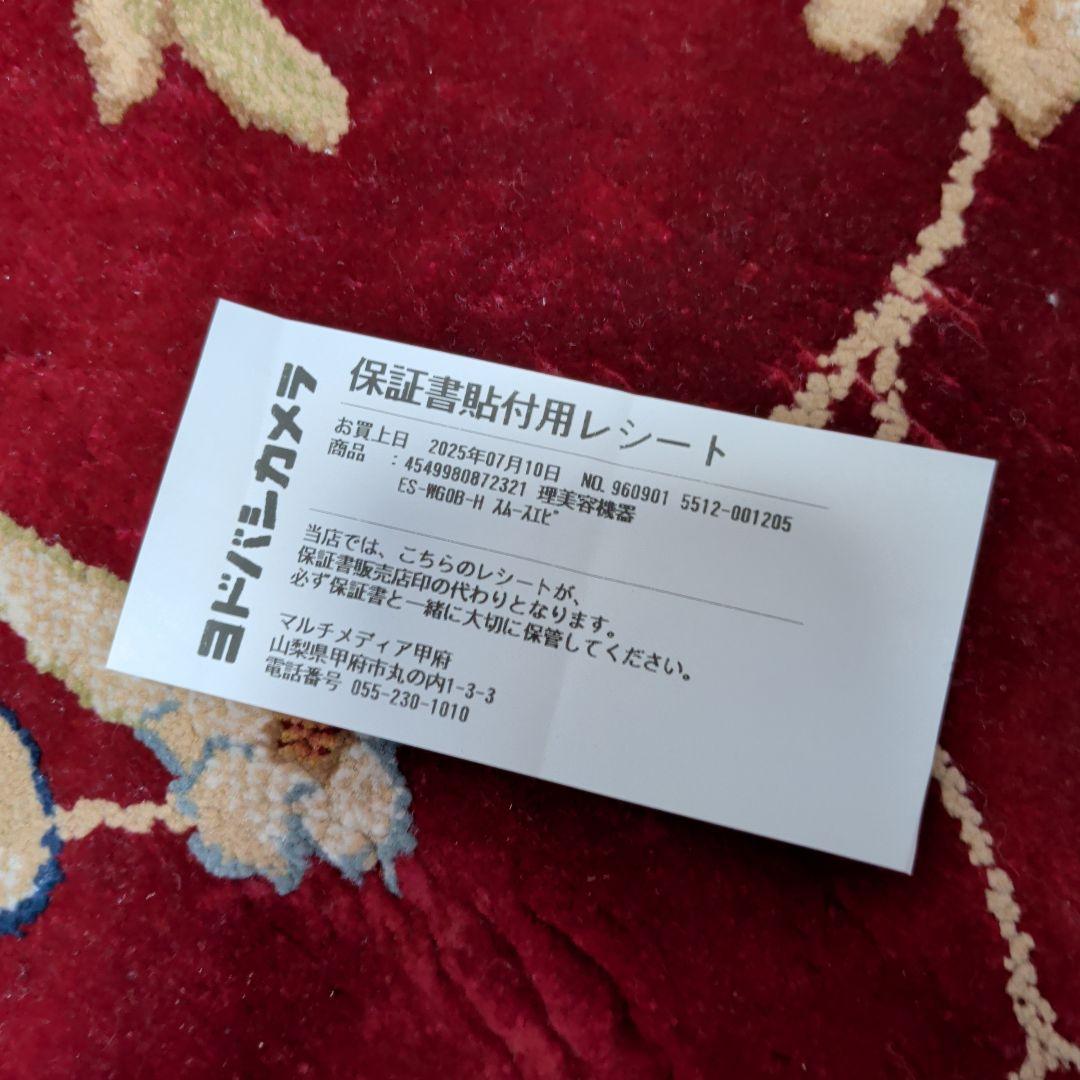 ヨドバシカメラ
保証書貼付用レシート
お買上日 2025年07月10日 NO. 960901 5512-001205
商品 : 4549980872321 理美容機器
ES-WG0B-H ｽﾑｰｽｴﾋﾟ
当店では、こちらのレシートが、
保証書販売店印の代わりとなります。
必ず保証書と一緒に大切に保管してください。
マルチメディア甲府
山梨県甲府市丸の内1-3-3
電話番号 055-230-1010